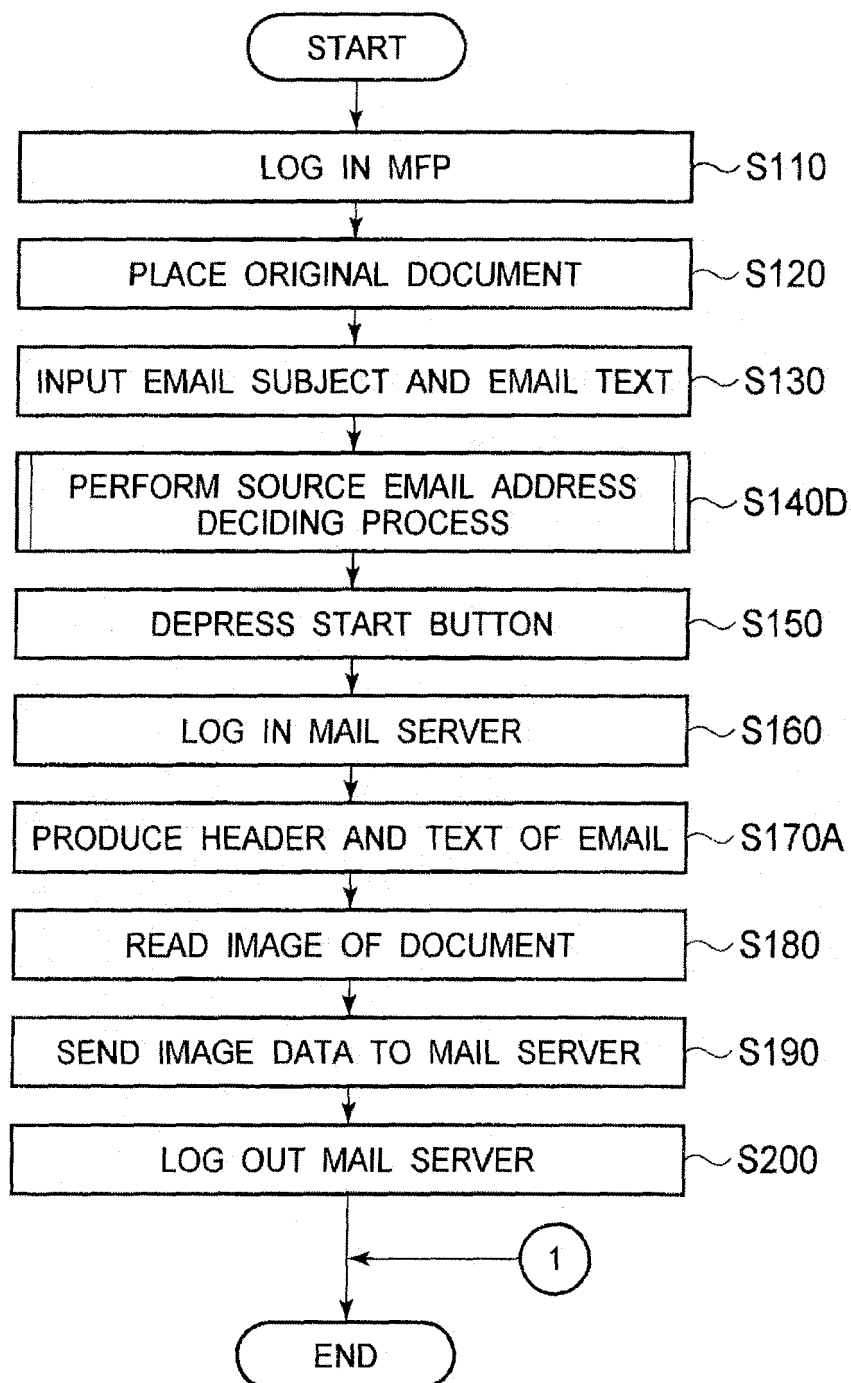 START
LOG IN MFP
S110
PLACE ORIGINAL DOCUMENT
S120
INPUT EMAIL SUBJECT AND EMAIL TEXT
S130
PERFORM SOURCE EMAIL ADDRESS
DECIDING PROCESS
S140D
DEPRESS START BUTTON
S150
LOG IN MAIL SERVER
S160
PRODUCE HEADER AND TEXT OF EMAIL
S170A
READ IMAGE OF DOCUMENT
S180
SEND IMAGE DATA TO MAIL SERVER
S190
LOG OUT MAIL SERVER
S200
1
END